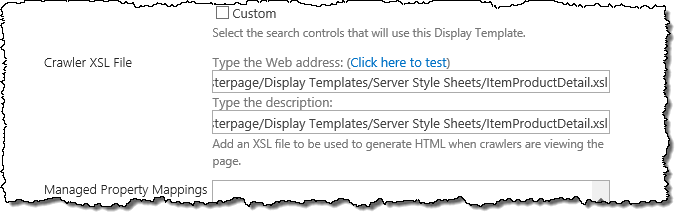 Custom
Select the search controls that will use this Display Template.
Crawler XSL File
Type the Web address: (Click here to test)
terpage/Display Templates/Server Style Sheets/ItemProductDetail.xsl
Type the description:
terpage/Display Templates/Server Style Sheets/ItemProductDetail.xsl
Add an XSL file to be used to generate HTML when crawlers are viewing the
page.
Managed Property Mappings